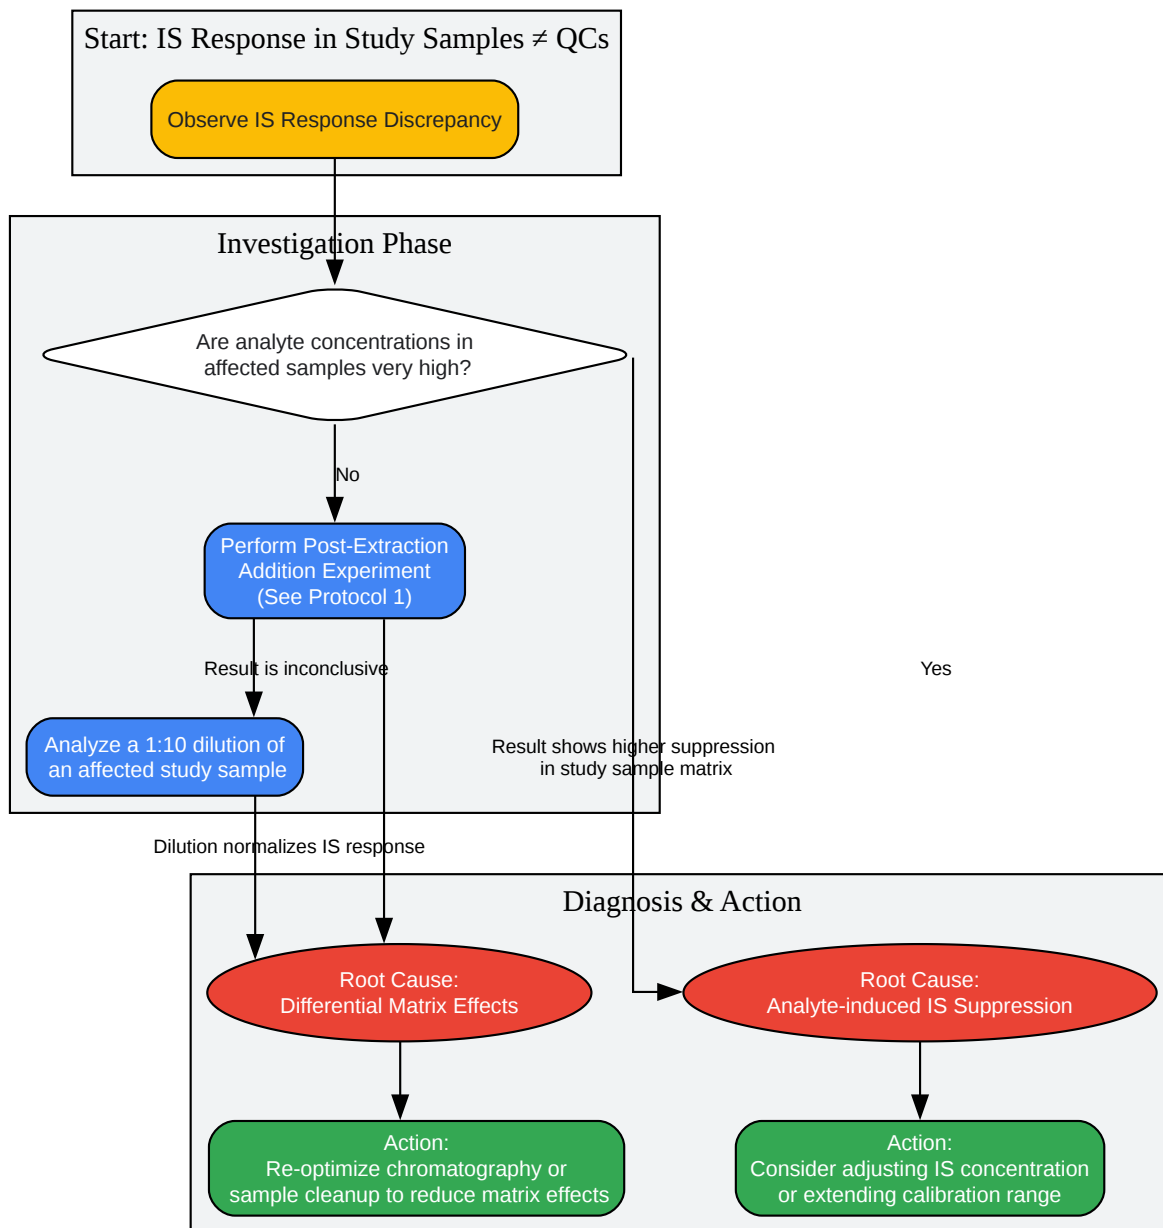 Start: IS Response in Study Samples ≠ QCs
Observe IS Response Discrepancy
Investigation Phase
Are analyte concentrations in
affected samples very high?
No
Perform Post-Extraction
Addition Experiment
(See Protocol 1)
Result is inconclusive
Yes
Analyze a 1:10 dilution of
an affected study sample
Result shows higher suppression
in study sample matrix
Dilution normalizes IS response
Diagnosis & Action
Root Cause:
Differential Matrix Effects
Root Cause:
Analyte-induced IS Suppression
Action:
Re-optimize chromatography or
sample cleanup to reduce matrix effects
Action:
Consider adjusting IS concentration
or extending calibration range